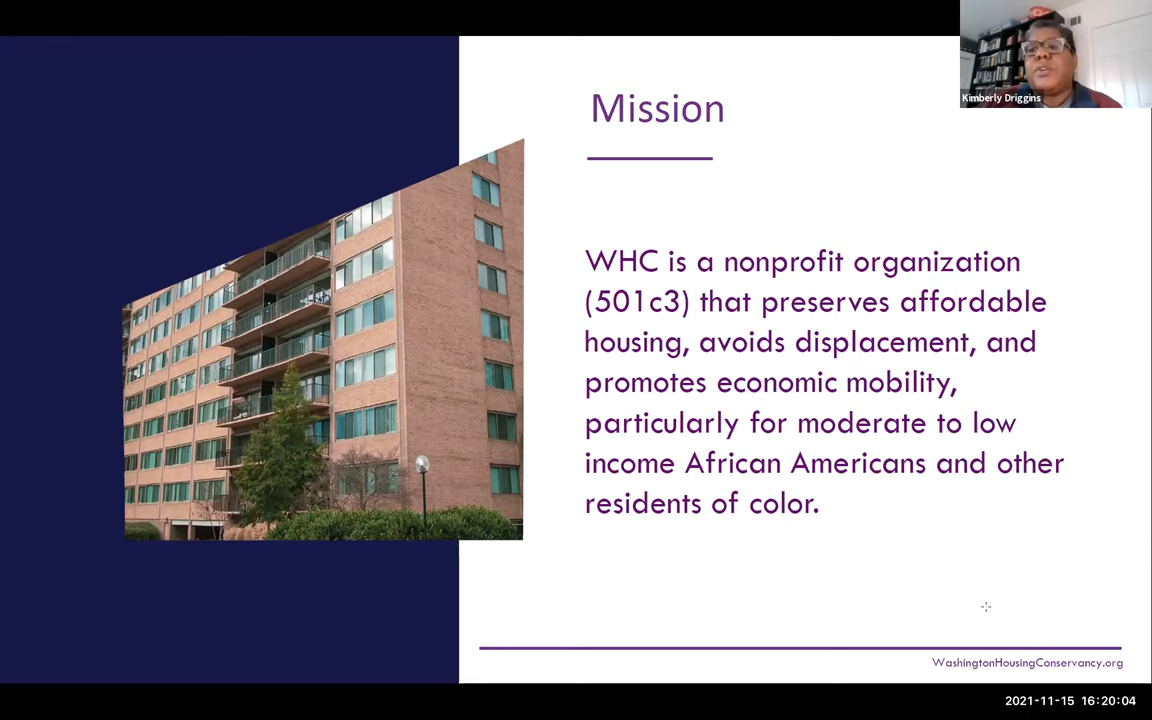 Kimberly Driggins
Mission
WHC is a nonprofit organization
(501c3) that preserves affordable
housing, avoids displacement, and
promotes economic mobility,
particularly for moderate to low
income African Americans and other
residents of color.
WashingtonHousingConservancy.org
2021-11-15 16:20:04